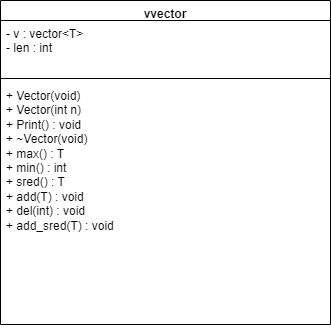 vvector
- v : vector<T>
- len : int
+ Vector(void)
+ Vector(int n)
+ Print() : void
+ ~Vector(void)
+ max() : T
+ min() : int
+ sred() : T
+ add(T) : void
+ del(int) : void
+ add_sred(T) : void